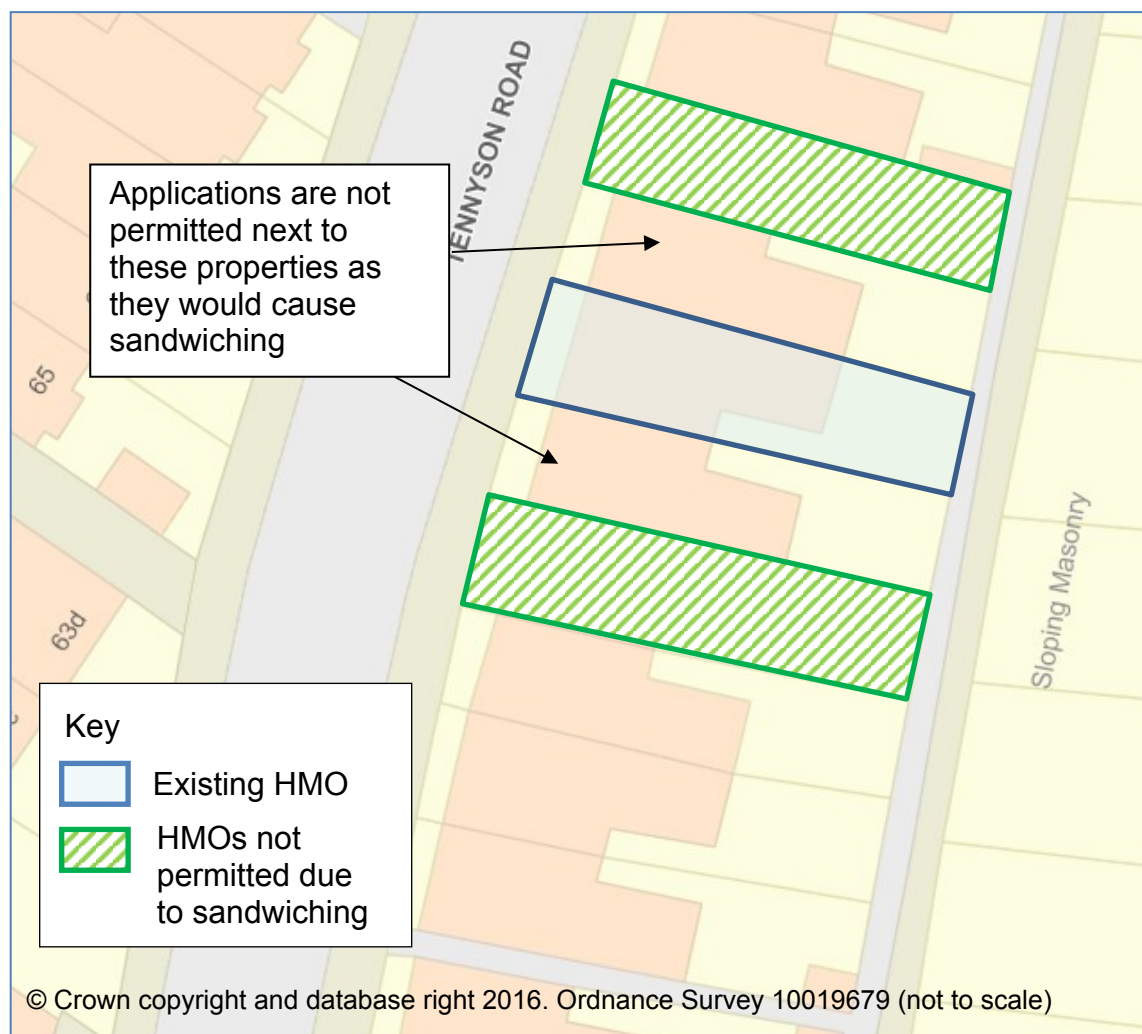 TENNYSON ROAD
Applications are not
permitted next to
these properties as
they would cause
sandwiching
65
63d
Sloping Masonry
Key
Existing HMO
HMOs not
permitted due
to sandwiching
© Crown copyright and database right 2016. Ordnance Survey 10019679 (not to scale)